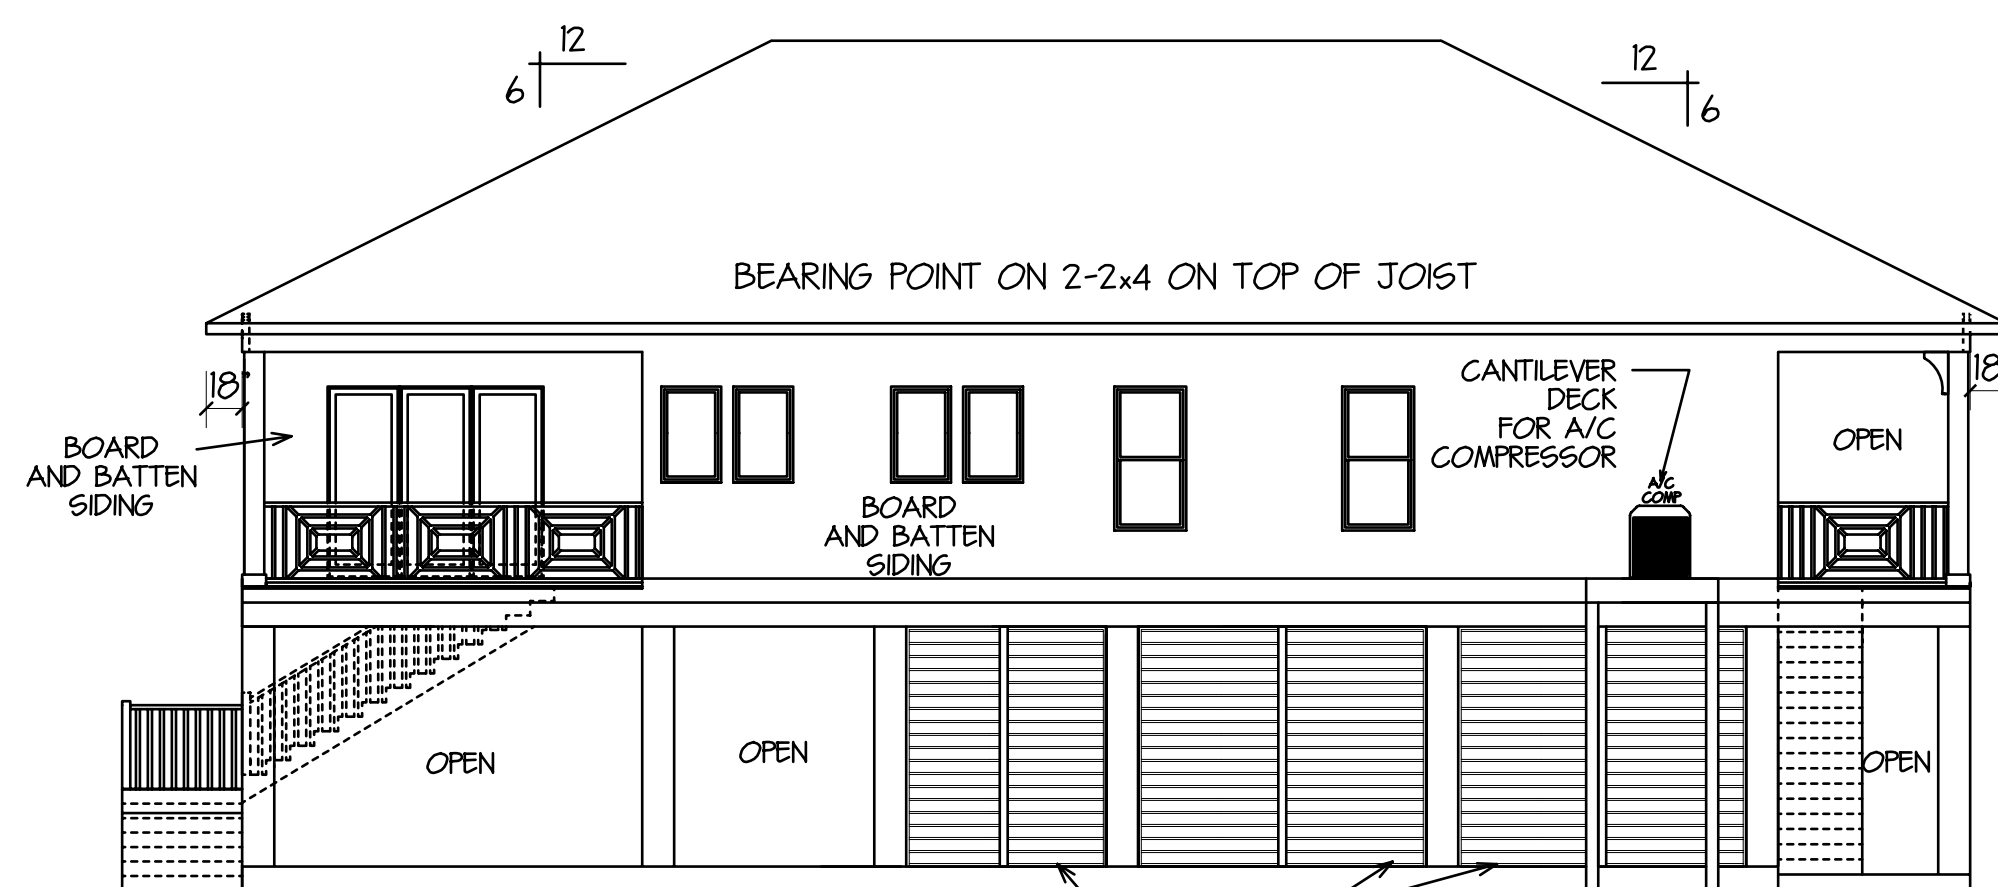 12
6
12
6
BEARING POINT ON 2-2x4 ON TOP OF JOIST
18"
18
BOARD
AND BATTEN
SIDING
CANTILEVER
DECK
FOR A/C
COMPRESSOR
A/C
COMP
OPEN
BOARD
AND BATTEN
SIDING
OPEN
OPEN
OPEN